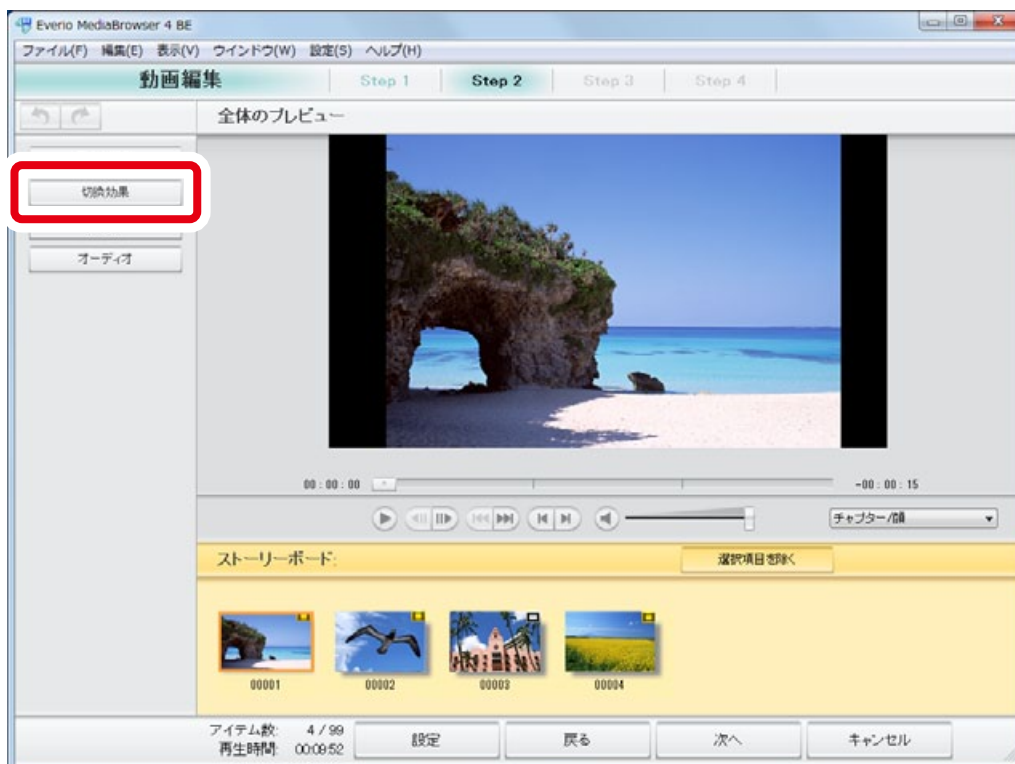 Everio MediaBrowser 4 BE
ファイル(F) 編集(E) 表示(V) ウインドウ(W) 設定(S) ヘルプ(H)
動画編集 Step 1 Step 2 Step 3 Step 4
全体のプレビュー
切換効果
オーディオ
00 : 00 : 00
-00 : 00 : 15
チャプター/顔
ストーリーボード:
選択項目を除く
00001 00002 00003 00004
アイテム数: 4 / 99
再生時間: 00:09:52
設定 戻る 次へ キャンセル